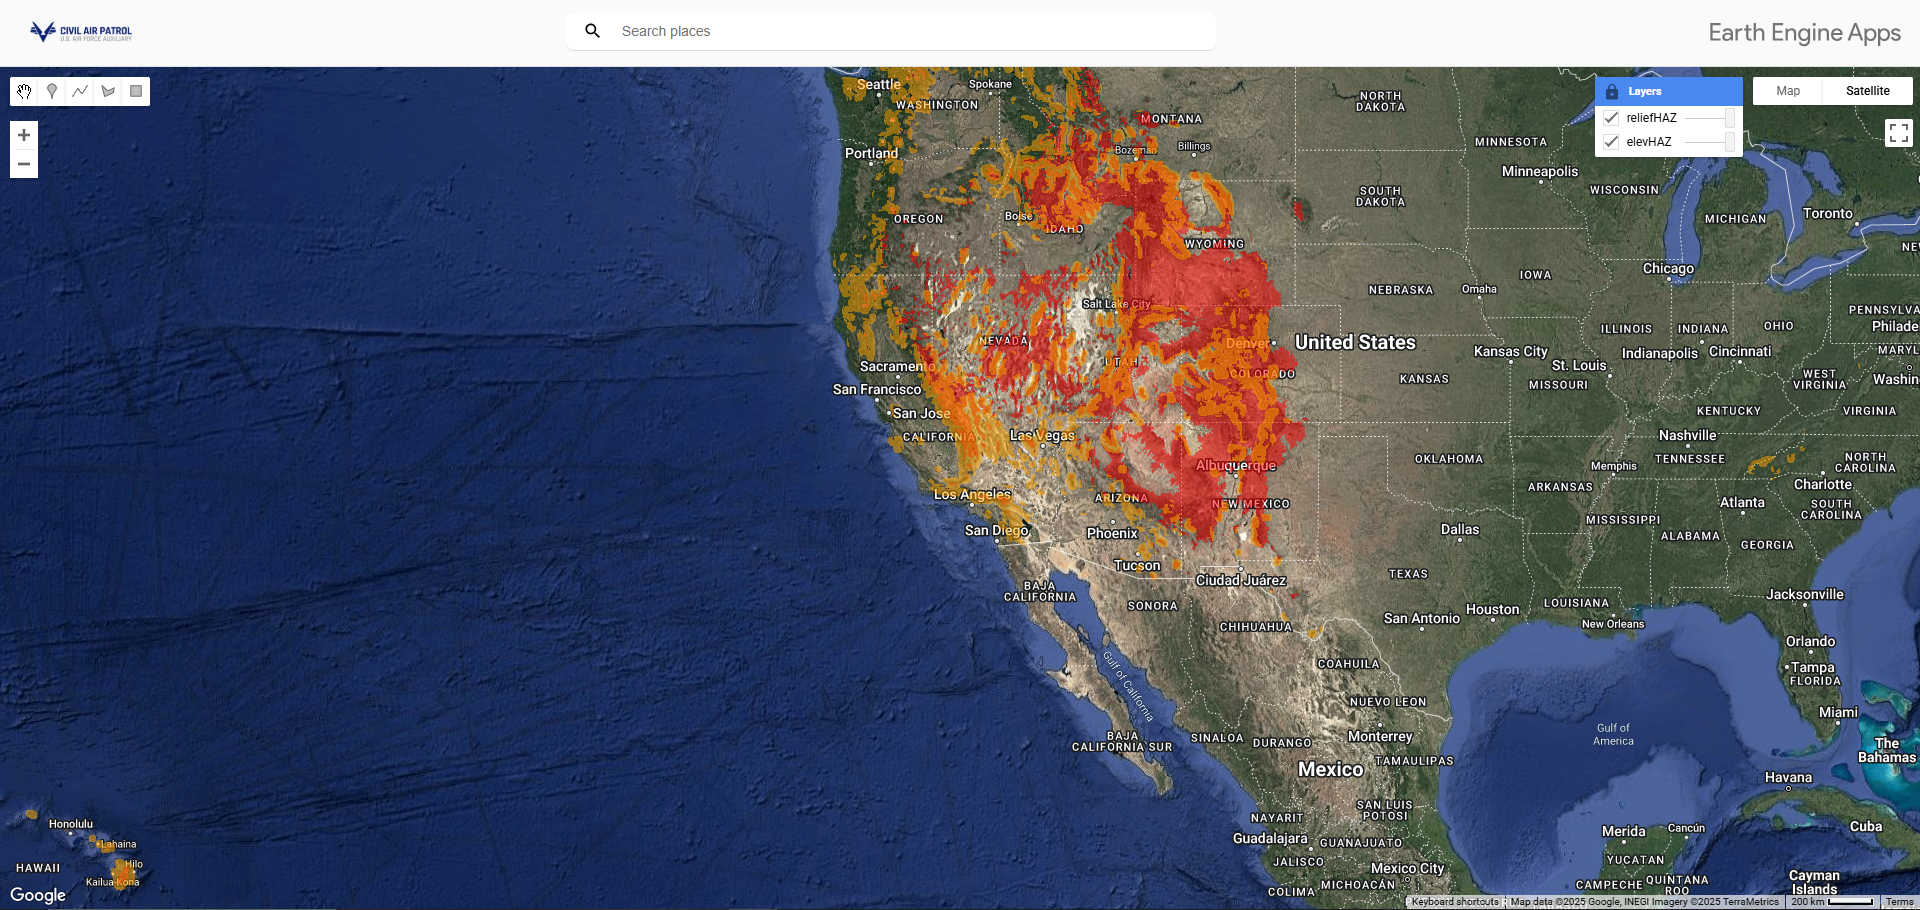 CIVIL AIR PATROL
U.S. AIR FORCE AUXILIARY
Search places
Earth Engine Apps
Layers
reliefHAZ
elevHAZ
Map
Satellite
+
−
Seattle
Spokane
WASHINGTON
MONTANA
NORTH
DAKOTA
MINNESOTA
Portland
Bozeman
Billings
Minneapolis
WISCONSIN
SOUTH
DAKOTA
MICHIGAN
Toronto
OREGON
Boise
IDAHO
WYOMING
NE
Chicago
IOWA
NEBRASKA
Omaha
Salt Lake City
PENNSYLVA
Philade
ILLINOIS
INDIANA
OHIO
NEVADA
Denver
United States
UTAH
COLORADO
Kansas City
St. Louis
Indianapolis
Cincinnati
MARYL
Sacramento
KANSAS
MISSOURI
WEST
VIRGINIA
Washin
San Francisco
San Jose
KENTUCKY
VIRGINIA
CALIFORNIA
Las Vegas
Nashville
Albuquerque
OKLAHOMA
Memphis
TENNESSEE
NORTH
CAROLINA
Los Angeles
ARIZONA
NEW MEXICO
ARKANSAS
Charlotte
Atlanta
SOUTH
CAROLINA
San Diego
Phoenix
Dallas
MISSISSIPPI
ALABAMA
GEORGIA
Tucson
Ciudad Juárez
TEXAS
BAJA
CALIFORNIA
SONORA
San Antonio
Houston
LOUISIANA
New Orleans
Jacksonville
CHIHUAHUA
Orlando
Gulf of California
COAHUILA
Tampa
FLORIDA
NUEVO LEON
Miami
BAJA
CALIFORNIA SUR
SINALOA
DURANGO
Monterrey
Gulf of
America
The
Bahamas
Mexico
TAMAULIPAS
Havana
SAN LUIS
POTOSI
NAYARIT
Honolulu
Lahaina
Guadalajara
GUANAJUATO
Merida
Cancún
Cuba
HAWAII
Hilo
Kailua-Kona
JALISCO
Mexico City
YUCATAN
COLIMA
MICHOACÁN
CAMPECHE
QUINTANA
ROO
Cayman
Islands
Google
Keyboard shortcuts
Map data ©2025 Google, INEGI Imagery ©2025 TerraMetrics
200 km
Terms